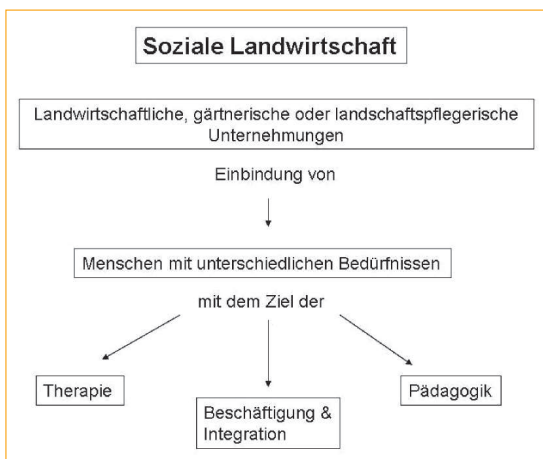 Soziale Landwirtschaft
Landwirtschaftliche, gärtnerische oder landschaftspflegerische
Unternehmungen
Einbindung von
Menschen mit unterschiedlichen Bedürfnissen
mit dem Ziel der
Therapie
Pädagogik
Beschäftigung &
Integration